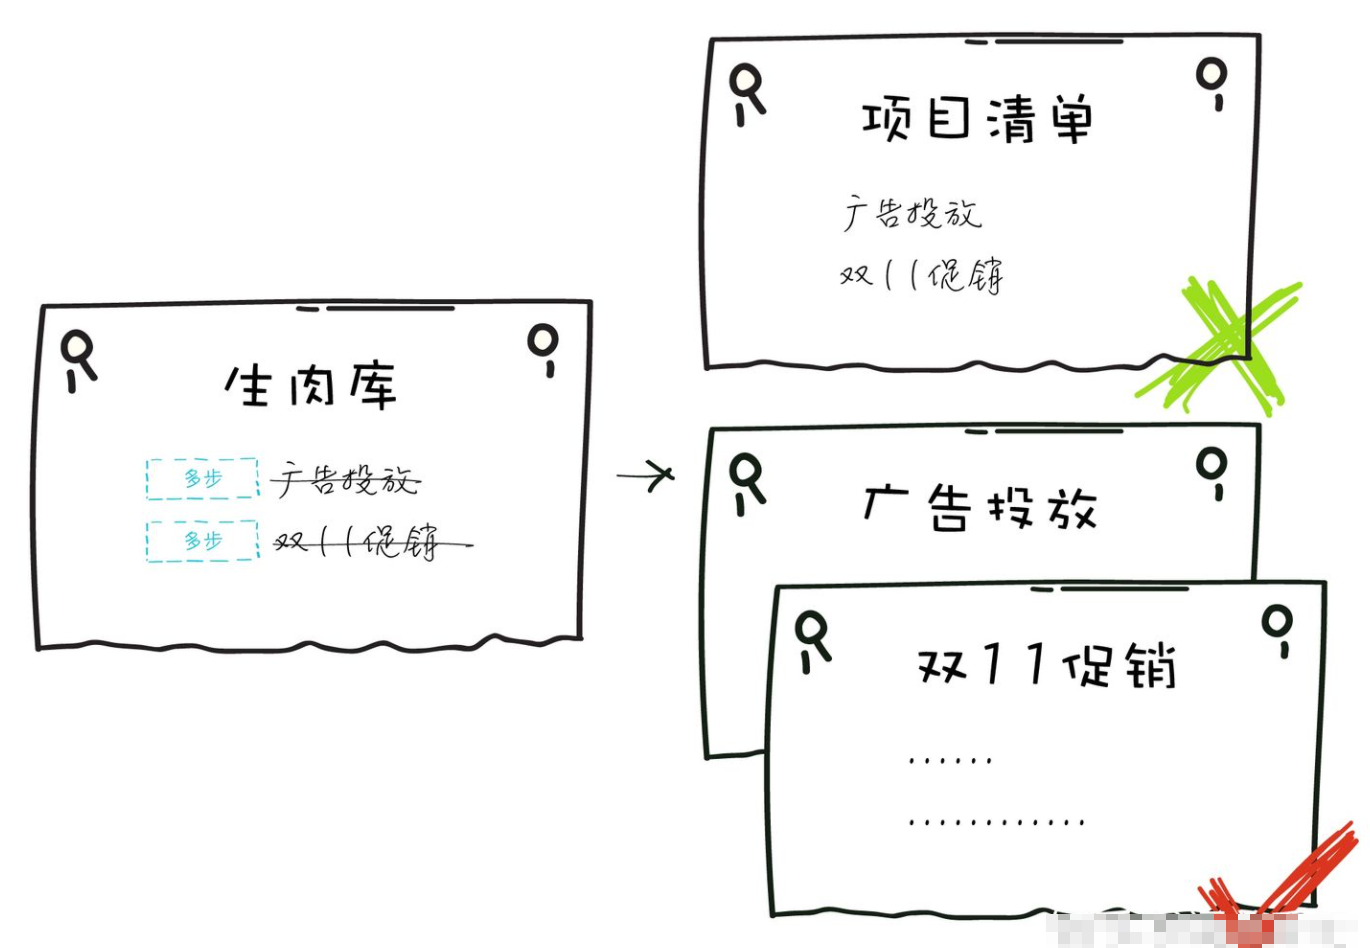 项目清单
广告投放
双11促销
生肉库
多步 广告投放
多步 双11促销
广告投放
双11促销
......
............